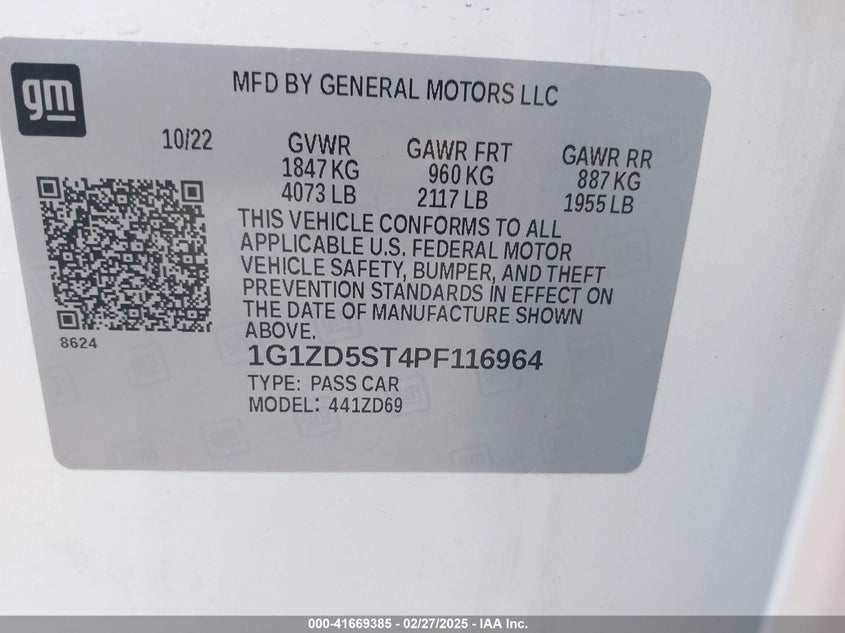 gm
MFD BY GENERAL MOTORS LLC
10/22
GVWR
1847 KG
4073 LB
GAWR FRT
960 KG
2117 LB
GAWR RR
887 KG
1955 LB
THIS VEHICLE CONFORMS TO ALL
APPLICABLE U.S. FEDERAL MOTOR
VEHICLE SAFETY, BUMPER, AND THEFT
PREVENTION STANDARDS IN EFFECT ON
THE DATE OF MANUFACTURE SHOWN
ABOVE.
8624
1G1ZD5ST4PF116964
TYPE: PASS CAR
MODEL: 441ZD69
000-41669385 - 02/27/2025 - IAA Inc.